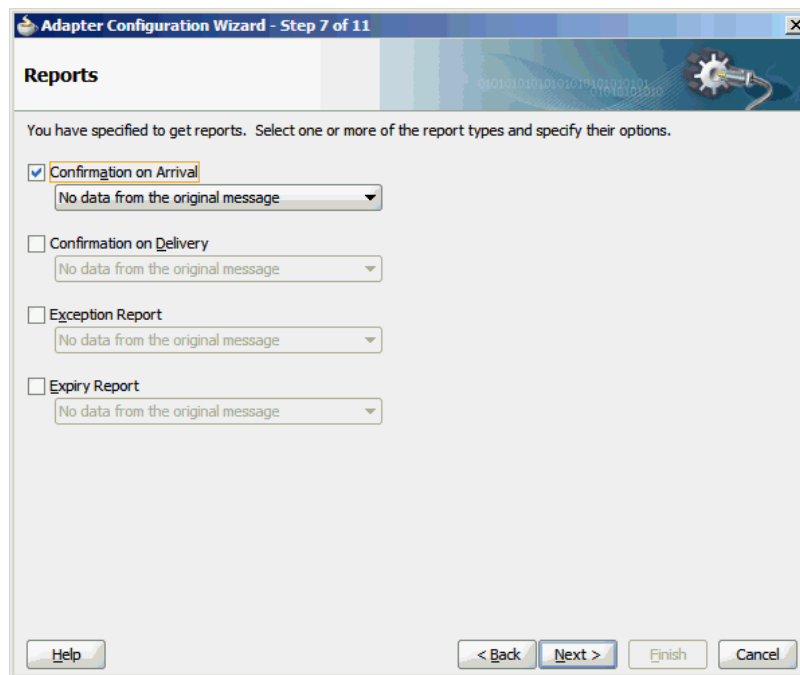 Adapter Configuration Wizard - Step 7 of 11
Reports
You have specified to get reports. Select one or more of the report types and specify their options.
Confirmation on Arrival
No data from the original message
Confirmation on Delivery
No data from the original message
Exception Report
No data from the original message
Expiry Report
No data from the original message
Help
< Back
Next >
Finish
Cancel